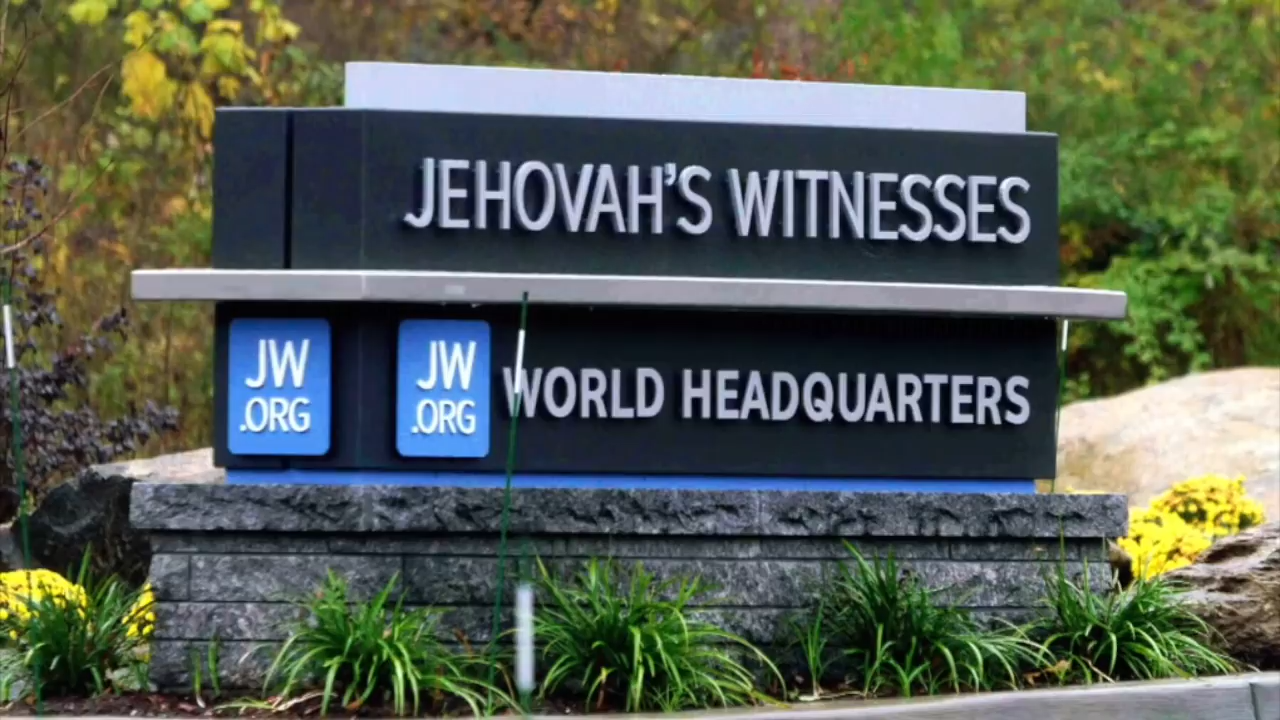 JEHOVAH'S WITNESSES
JW
.ORG
JW
.ORG
WORLD HEADQUARTERS